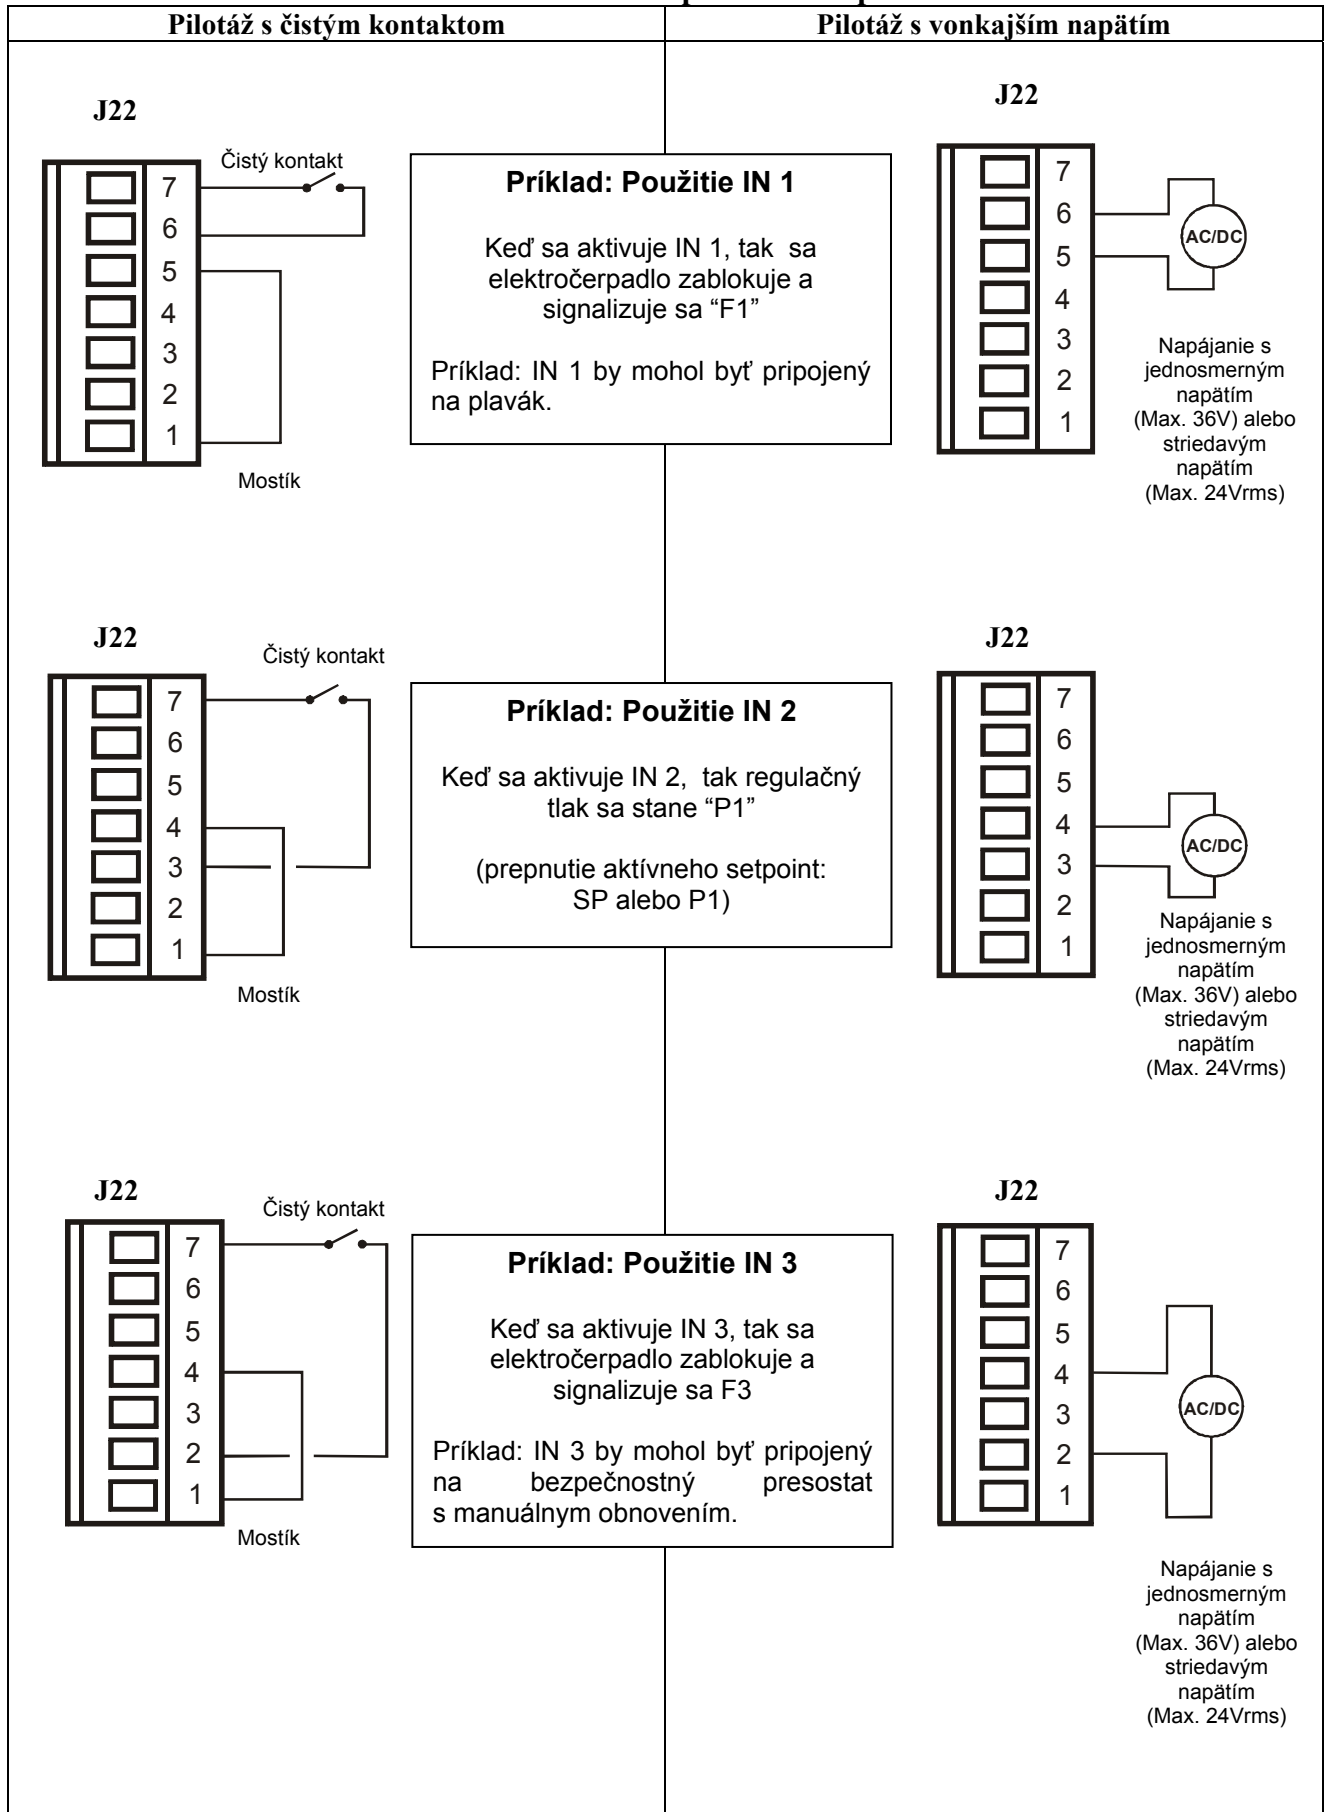 Pilotáž s čistým kontaktom
Pilotáž s vonkajším napätím
J22
Čistý kontakt
7
6
5
4
3
2
1
Mostík
Príklad: Použitie IN 1
Keď sa aktivuje IN 1, tak sa
elektročerpadlo zablokuje a
signalizuje sa “F1”
Príklad: IN 1 by mohol byť pripojený
na plavák.
J22
7
6
5
4
3
2
1
AC/DC
Napájanie s
jednosmerným
napätím
(Max. 36V) alebo
striedavým
napätím
(Max. 24Vrms)
J22
Čistý kontakt
7
6
5
4
3
2
1
Mostík
Príklad: Použitie IN 2
Keď sa aktivuje IN 2, tak regulačný
tlak sa stane “P1”
(prepnutie aktívneho setpoint:
SP alebo P1)
J22
7
6
5
4
3
2
1
AC/DC
Napájanie s
jednosmerným
napätím
(Max. 36V) alebo
striedavým
napätím
(Max. 24Vrms)
J22
Čistý kontakt
7
6
5
4
3
2
1
Mostík
Príklad: Použitie IN 3
Keď sa aktivuje IN 3, tak sa
elektročerpadlo zablokuje a
signalizuje sa F3
Príklad: IN 3 by mohol byť pripojený
na bezpečnostný presostat
s manuálnym obnovením.
J22
7
6
5
4
3
2
1
AC/DC
Napájanie s
jednosmerným
napätím
(Max. 36V) alebo
striedavým
napätím
(Max. 24Vrms)